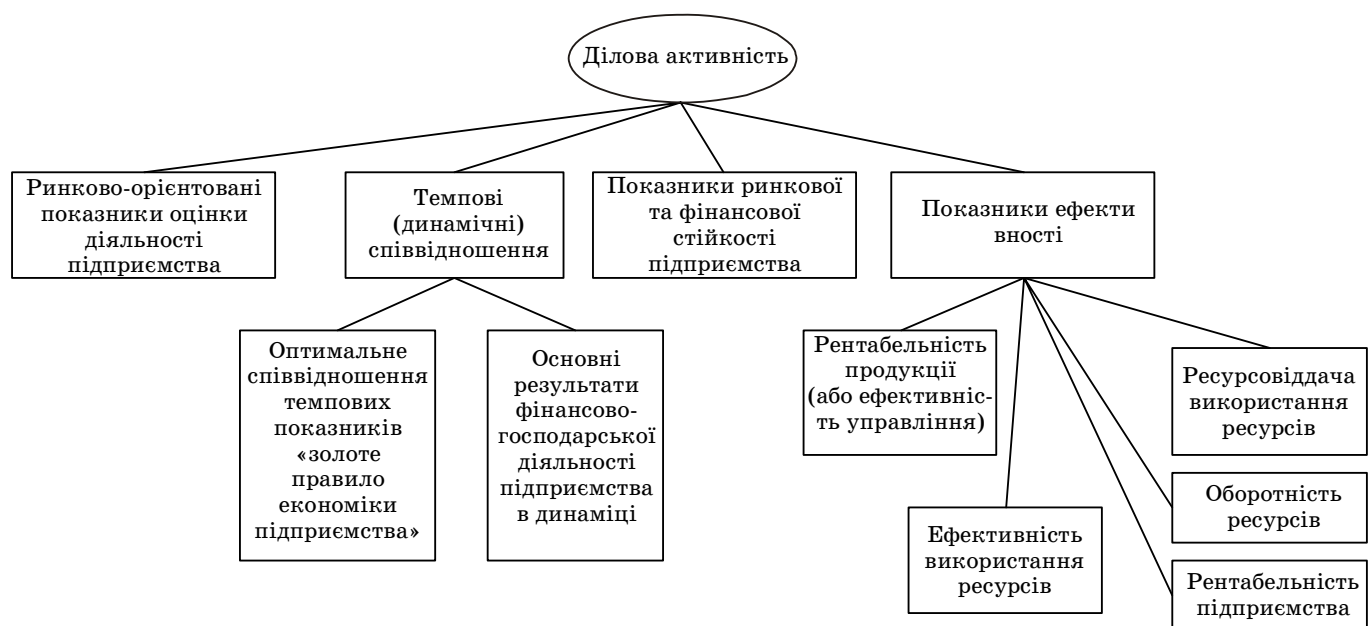 Ділова активність
Ринково-орієнтовані
показники оцінки
діяльності
підприємства
Темпові
(динамічні)
співвідношення
Показники ринкової
та фінансової
стійкості
підприємства
Показники ефекти
вності
Оптимальне
співвідношення
темпових
показників
«золоте
правило
економіки
підприємства»
Основні
результати
фінансово-
господарської
діяльності
підприємства
в динаміці
Рентабельність
продукції
(або ефективніс-
ть управління)
Ефективність
використання
ресурсів
Ресурсовіддача
використання
ресурсів
Оборотність
ресурсів
Рентабельність
підприємства